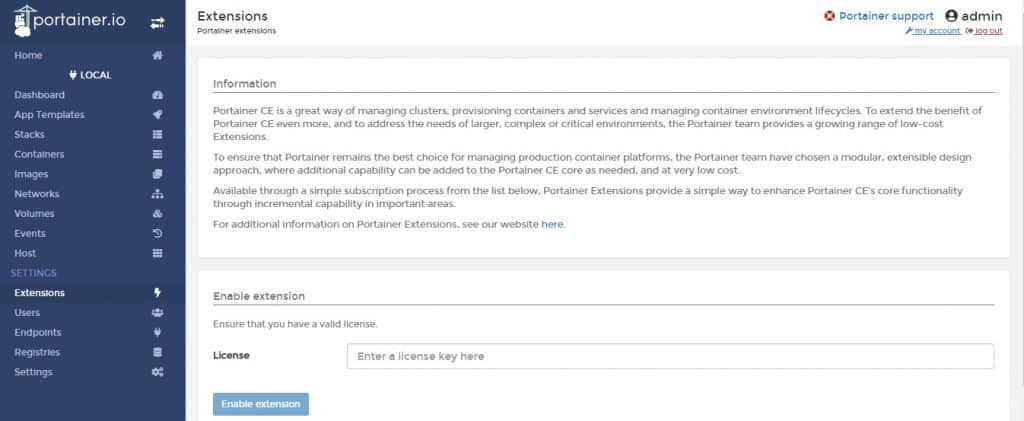 portainer.io
Home
LOCAL
Dashboard
App Templates
Stacks
Containers
Images
Networks
Volumes
Events
Host
SETTINGS
Extensions
Users
Endpoints
Registries
Settings
Extensions
Portainer extensions
Portainer support
admin
my account
log out
Information
Portainer CE is a great way of managing clusters, provisioning containers and services and managing container environment lifecycles. To extend the benefit of
Portainer CE even more, and to address the needs of larger, complex or critical environments, the Portainer team provides a growing range of low-cost
Extensions.
To ensure that Portainer remains the best choice for managing production container platforms, the Portainer team have chosen a modular, extensible design
approach, where additional capability can be added to the Portainer CE core as needed, and at very low cost.
Available through a simple subscription process from the list below, Portainer Extensions provide a simple way to enhance Portainer CE's core functionality
through incremental capability in important areas.
For additional information on Portainer Extensions, see our website here.
Enable extension
Ensure that you have a valid license.
License
Enter a license key here
Enable extension